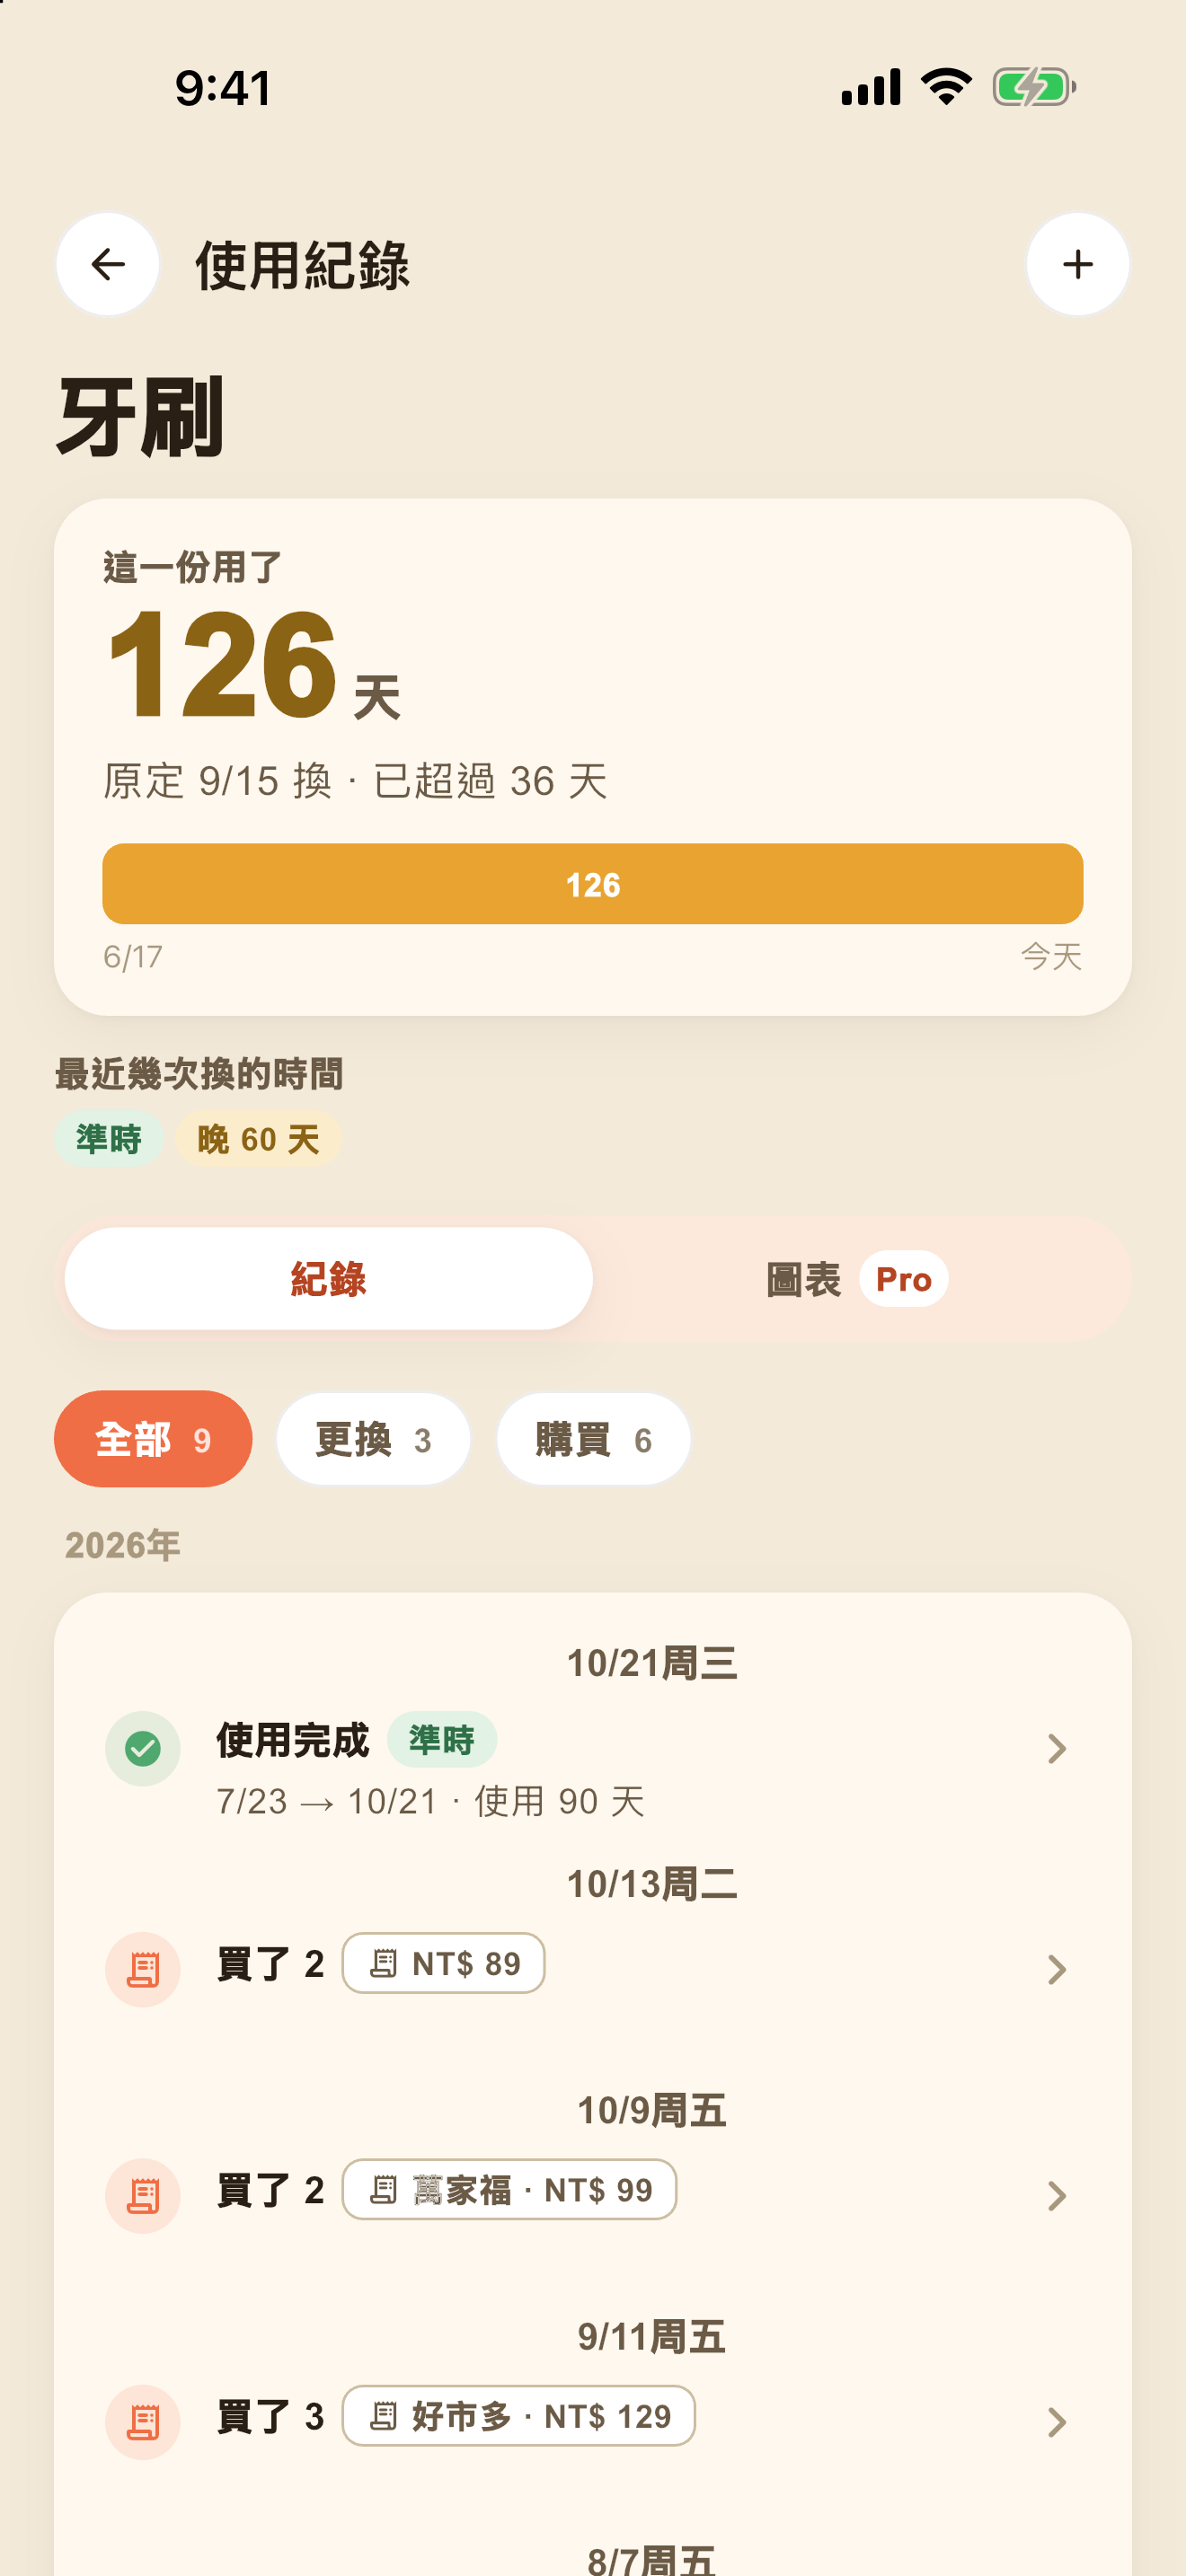 9:41
使用紀錄
牙刷
這一份用了
126 天
原定 9/15 換 · 已超過 36 天
126
6/17 今天
最近幾次換的時間
準時 晚 60 天
紀錄 圖表 Pro
全部 9 更換 3 購買 6
2026年
10/21周三
使用完成 準時
7/23 → 10/21 · 使用 90 天
10/13周二
買了 2 NT$ 89
10/9周五
買了 2 萬家福 · NT$ 99
9/11周五
買了 3 好市多 · NT$ 129
8/7周五